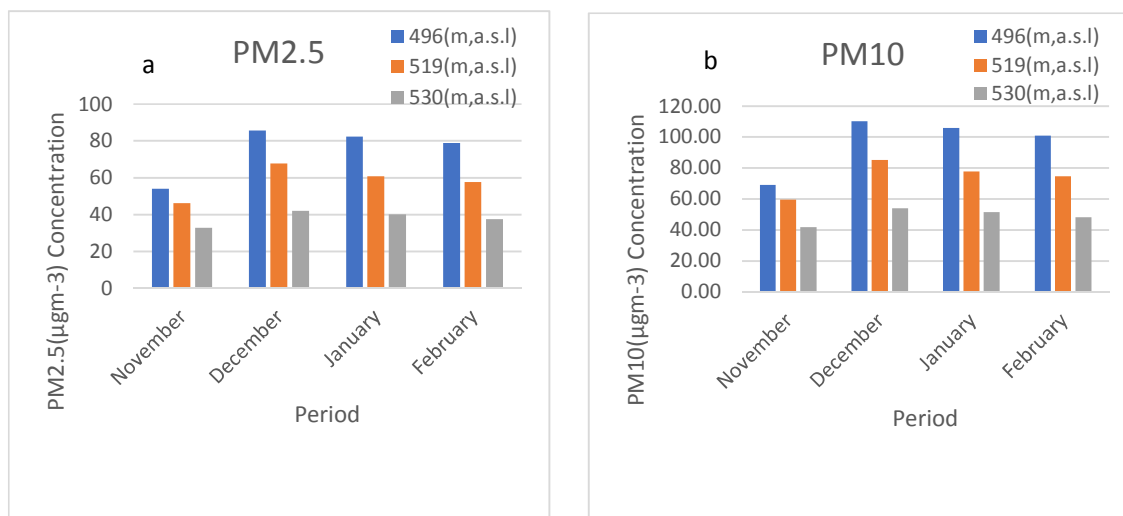 a
PM2.5
496(m,a.s.l)
519(m,a.s.l)
530(m,a.s.l)
100
80
60
40
20
0
PM2.5(µgm-3) Concentration
November
December
January
February
Period
b
PM10
496(m,a.s.l)
519(m,a.s.l)
530(m,a.s.l)
120.00
100.00
80.00
60.00
40.00
20.00
0.00
PM10(µgm-3) Concentration
November
December
January
February
Period